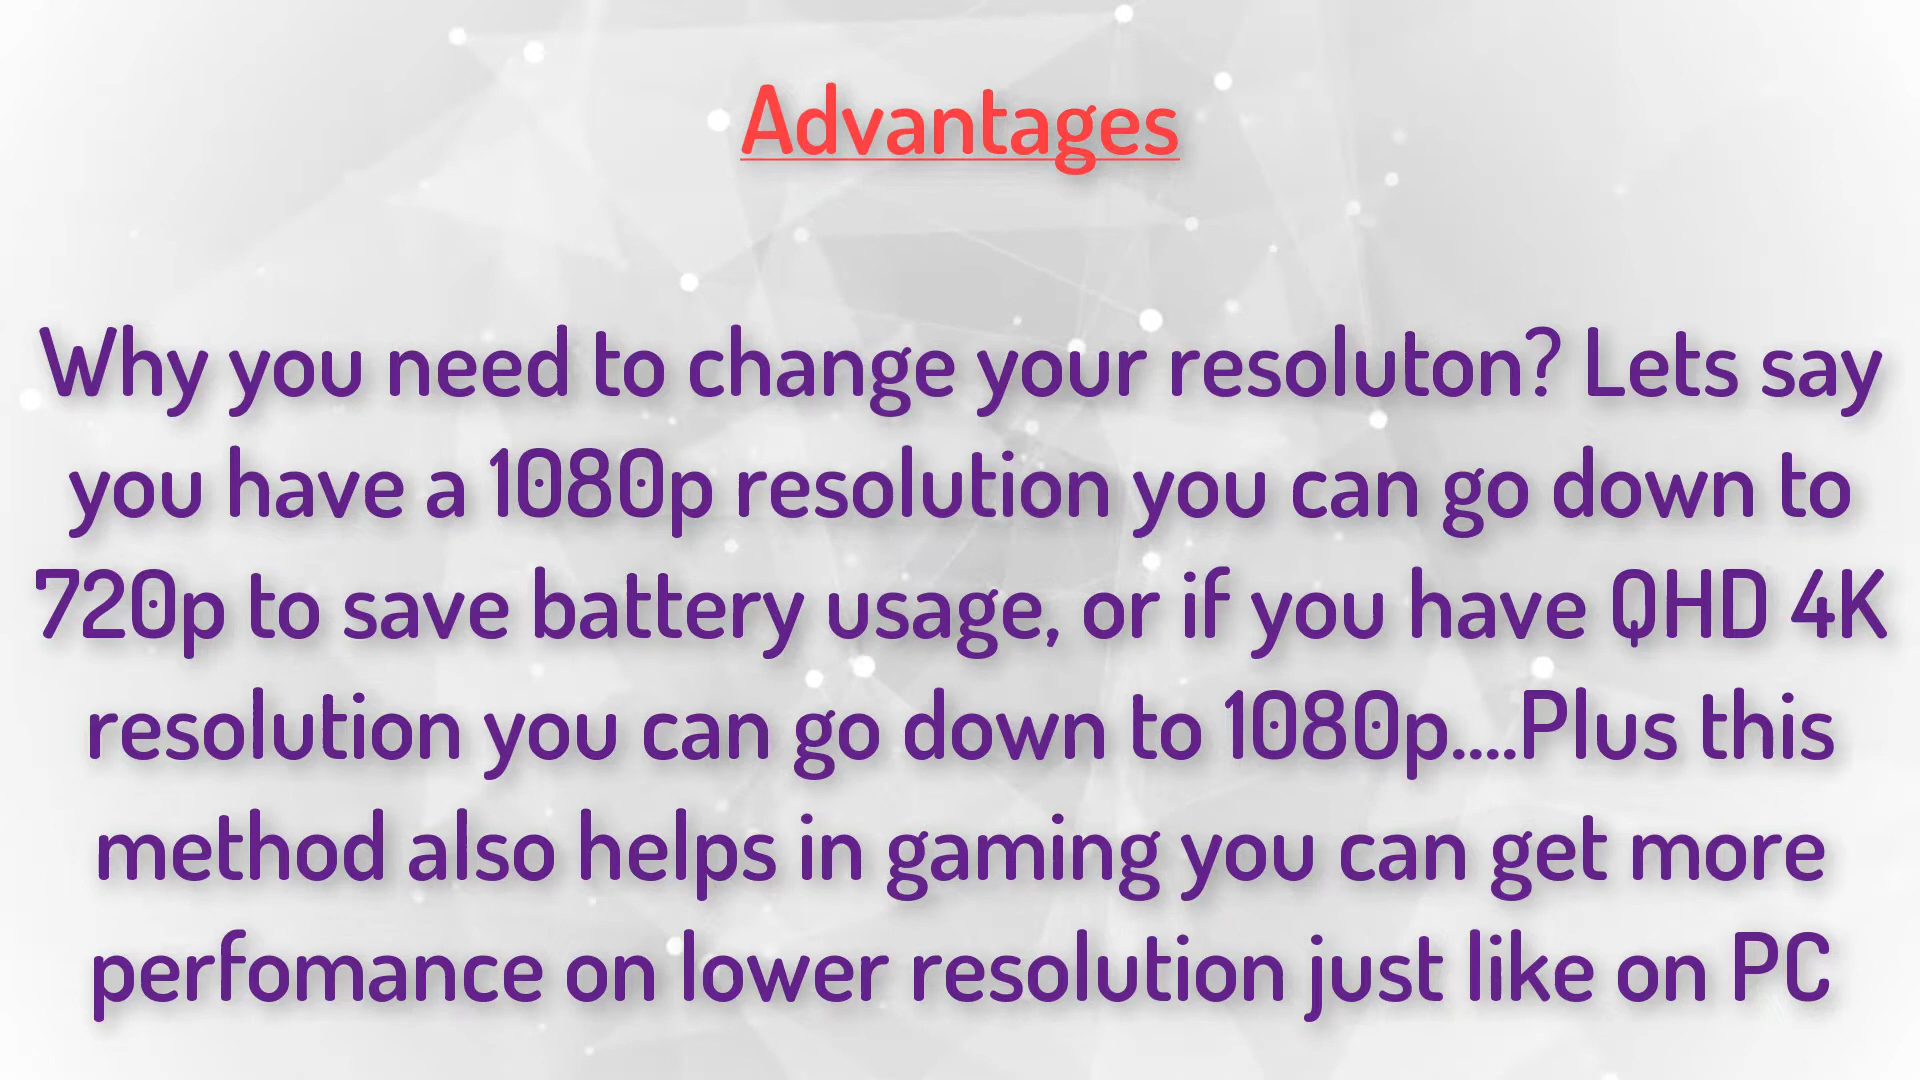 Advantages
Why you need to change your resoluton? Lets say
you have a 1080p resolution you can go down to
720p to save battery usage, or if you have QHD 4K
resolution you can go down to 1080p....Plus this
method also helps in gaming you can get more
perfomance on lower resolution just like on PC